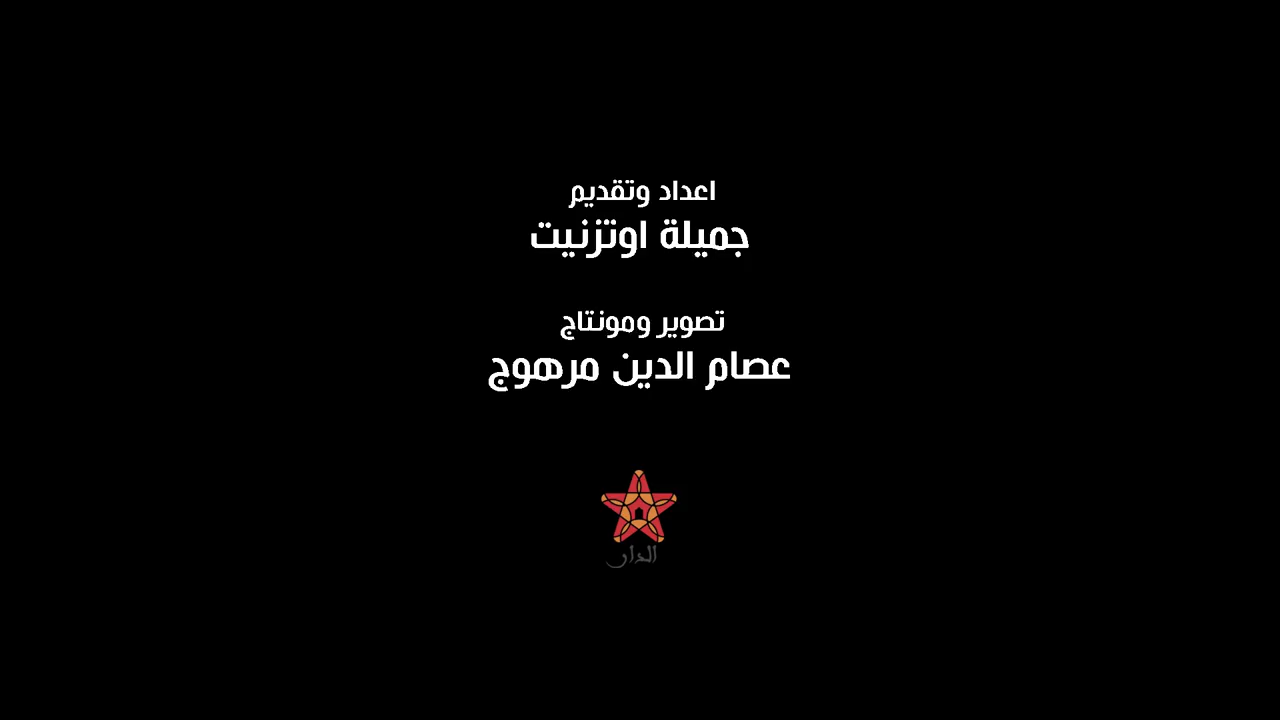 اعداد وتقديم
جميلة اوتزنيت
تصوير ومونتاج
عصام الدين مرهوج
الدار